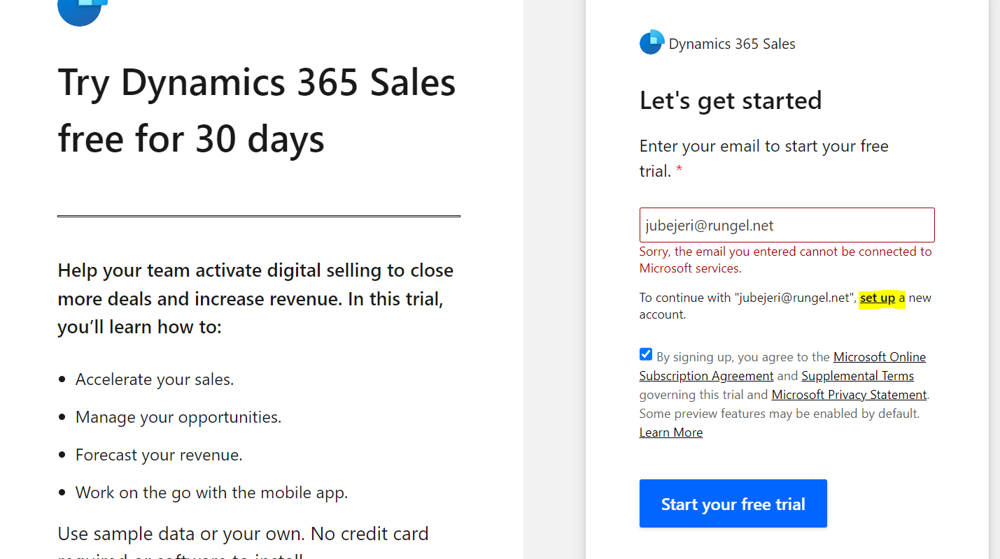 Try Dynamics 365 Sales
free for 30 days
Help your team activate digital selling to close
more deals and increase revenue. In this trial,
you’ll learn how to:
• Accelerate your sales.
• Manage your opportunities.
• Forecast your revenue.
• Work on the go with the mobile app.
Use sample data or your own. No credit card
required or software to install.
Dynamics 365 Sales
Let's get started
Enter your email to start your free
trial. *
jubejeri@rungel.net
Sorry, the email you entered cannot be connected to
Microsoft services.
To continue with "jubejeri@rungel.net", set up a new
account.
By signing up, you agree to the Microsoft Online
Subscription Agreement and Supplemental Terms
governing this trial and Microsoft Privacy Statement.
Some preview features may be enabled by default.
Learn More
Start your free trial